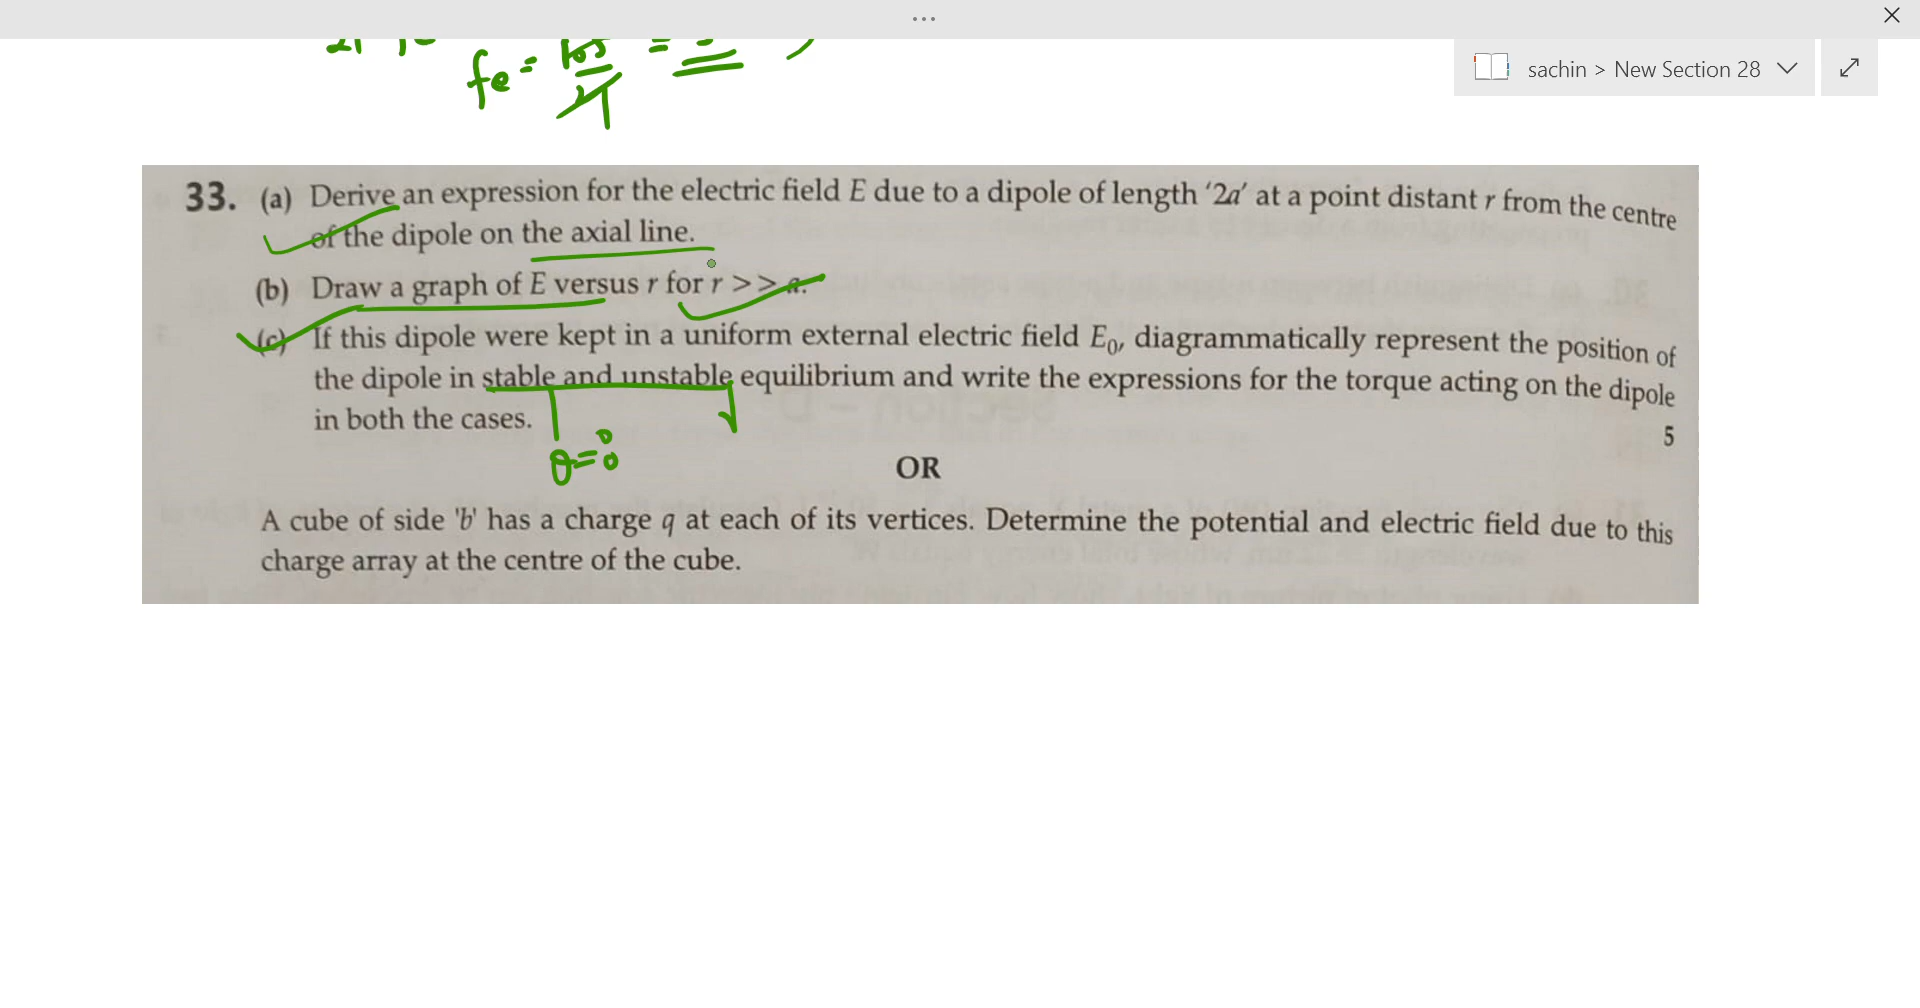 sachin > New Section 28
fe =
33. (a) Derive an expression for the electric field E due to a dipole of length '2a' at a point distant r from the centre
of the dipole on the axial line.
(b) Draw a graph of E versus r for r >> a.
(c) If this dipole were kept in a uniform external electric field E₀, diagrammatically represent the position of
the dipole in stable and unstable equilibrium and write the expressions for the torque acting on the dipole
in both the cases.
5
θ = 0°
OR
A cube of side 'b' has a charge q at each of its vertices. Determine the potential and electric field due to this
charge array at the centre of the cube.